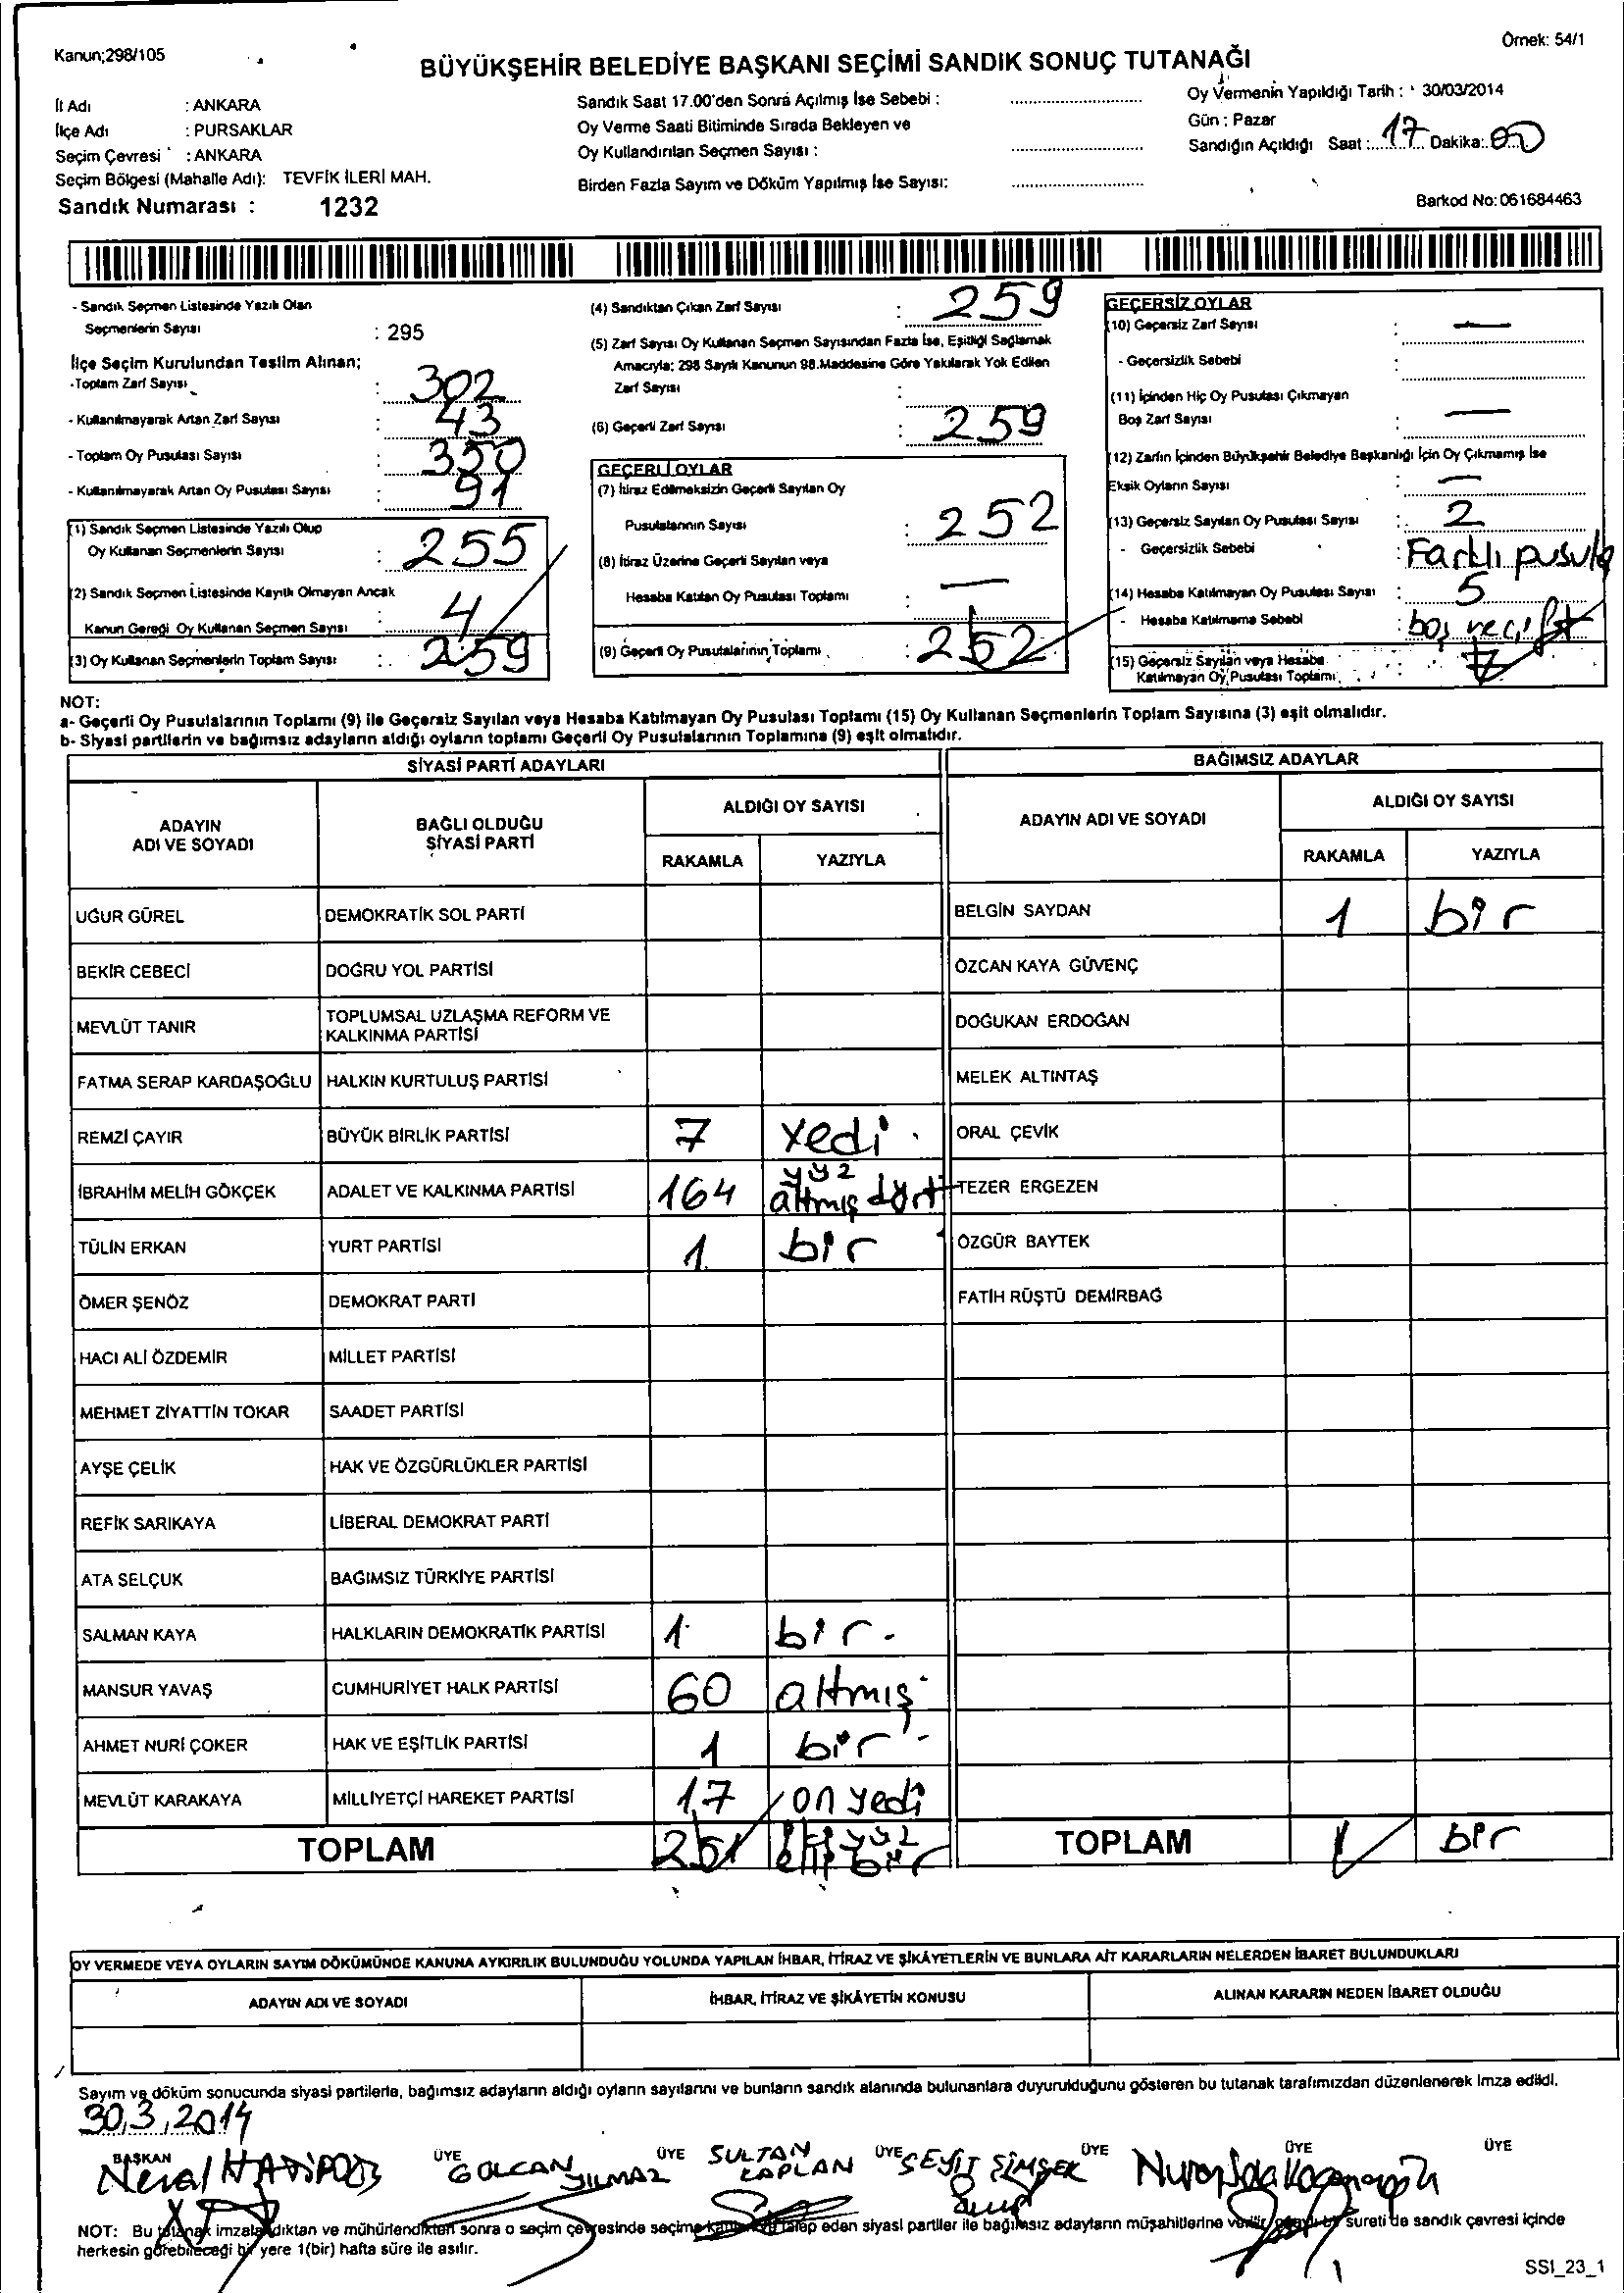 Kanun;298/105
Örnek: 54/1
BÜYÜKŞEHİR BELEDİYE BAŞKANI SEÇİMİ SANDIK SONUÇ TUTANAĞI
İl Adı : ANKARA
İlçe Adı : PURSAKLAR
Seçim Çevresi : ANKARA
Seçim Bölgesi (Mahalle Adı): TEVFİK İLERİ MAH.
Sandık Numarası : 1232
Sandık Saat 17.00'den Sonra Açılmış İse Sebebi :
Oy Verme Saati Bitiminde Sırada Bekleyen ve
Oy Kullandırılan Seçmen Sayısı :
Birden Fazla Sayım ve Döküm Yapılmış İse Sayısı:
Oy Vermenin Yapıldığı Tarih : 30/03/2014
Gün : Pazar
Sandığın Açıldığı Saat : 17 Dakika: 00
Barkod No: 061684463
- Sandık Seçmen Listesinde Yazılı Olan
Seçmenlerin Sayısı : 295
İlçe Seçim Kurulundan Teslim Alınan;
-Toplam Zarf Sayısı : 302
- Kullanılmayarak Artan Zarf Sayısı : 43
- Toplam Oy Pusulası Sayısı : 350
- Kullanılmayarak Artan Oy Pusulası Sayısı : 91
(1) Sandık Seçmen Listesinde Yazılı Olup
Oy Kullanan Seçmenlerin Sayısı : 255
(2) Sandık Seçmen Listesinde Kayıtlı Olmayan Ancak
Kanun Gereği Oy Kullanan Seçmen Sayısı : 4
(3) Oy Kullanan Seçmenlerin Toplam Sayısı : 259
(4) Sandıktan Çıkan Zarf Sayısı : 259
(5) Zarf Sayısı Oy Kullanan Seçmen Sayısından Fazla İse, Eşitliği Sağlamak
Amacıyla; 298 Sayılı Kanunun 98.Maddesine Göre Yakılarak Yok Edilen
Zarf Sayısı :
(6) Geçerli Zarf Sayısı : 259
GEÇERLİ OYLAR
(7) İtiraz Edilmeksizin Geçerli Sayılan Oy
Pusulalarının Sayısı : 252
(8) İtiraz Üzerine Geçerli Sayılan veya
Hesaba Katılan Oy Pusulası Toplamı : —
(9) Geçerli Oy Pusulalarının Toplamı : 252
GEÇERSİZ OYLAR
(10) Geçersiz Zarf Sayısı : —
- Geçersizlik Sebebi :
(11) İçinden Hiç Oy Pusulası Çıkmayan
Boş Zarf Sayısı : —
(12) Zarfın İçinden Büyükşehir Belediye Başkanlığı İçin Oy Çıkmamış İse
Eksik Oyların Sayısı : —
(13) Geçersiz Sayılan Oy Pusulası Sayısı : 2
- Geçersizlik Sebebi : Farklı pusula
(14) Hesaba Katılmayan Oy Pusulası Sayısı : 5
- Hesaba Katılmama Sebebi : boş ve çift
(15) Geçersiz Sayılan veya Hesaba
Katılmayan Oy Pusulası Toplamı : 7
NOT:
a- Geçerli Oy Pusulalarının Toplamı (9) ile Geçersiz Sayılan veya Hesaba Katılmayan Oy Pusulası Toplamı (15) Oy Kullanan Seçmenlerin Toplam Sayısına (3) eşit olmalıdır.
b- Siyasi partilerin ve bağımsız adayların aldığı oyların toplamı Geçerli Oy Pusulalarının Toplamına (9) eşit olmalıdır.
SİYASİ PARTİ ADAYLARI
BAĞIMSIZ ADAYLAR
ADAYIN
ADI VE SOYADI
BAĞLI OLDUĞU
SİYASİ PARTİ
ALDIĞI OY SAYISI
RAKAMLA YAZIYLA
ADAYIN ADI VE SOYADI
ALDIĞI OY SAYISI
RAKAMLA YAZIYLA
UĞUR GÜREL DEMOKRATİK SOL PARTİ
BELGİN SAYDAN 1 bir
BEKİR CEBECİ DOĞRU YOL PARTİSİ
ÖZCAN KAYA GÜVENÇ
MEVLÜT TANIR TOPLUMSAL UZLAŞMA REFORM VE
KALKINMA PARTİSİ
DOĞUKAN ERDOĞAN
FATMA SERAP KARDAŞOĞLU HALKIN KURTULUŞ PARTİSİ
MELEK ALTINTAŞ
REMZİ ÇAYIR BÜYÜK BİRLİK PARTİSİ 7 yedi
ORAL ÇEVİK
İBRAHİM MELİH GÖKÇEK ADALET VE KALKINMA PARTİSİ 164 yüz
altmış dört
TEZER ERGEZEN
TÜLİN ERKAN YURT PARTİSİ 1 bir
ÖZGÜR BAYTEK
ÖMER ŞENÖZ DEMOKRAT PARTİ
FATİH RÜŞTÜ DEMİRBAĞ
HACI ALİ ÖZDEMİR MİLLET PARTİSİ
MEHMET ZİYATTİN TOKAR SAADET PARTİSİ
AYŞE ÇELİK HAK VE ÖZGÜRLÜKLER PARTİSİ
REFİK SARIKAYA LİBERAL DEMOKRAT PARTİ
ATA SELÇUK BAĞIMSIZ TÜRKİYE PARTİSİ
SALMAN KAYA HALKLARIN DEMOKRATİK PARTİSİ 1 bir
MANSUR YAVAŞ CUMHURİYET HALK PARTİSİ 60 altmış
AHMET NURİ ÇOKER HAK VE EŞİTLİK PARTİSİ 1 bir
MEVLÜT KARAKAYA MİLLİYETÇİ HAREKET PARTİSİ 17 on yedi
TOPLAM 251 iki yüz
elli bir
TOPLAM 1 bir
OY VERMEDE VEYA OYLARIN SAYIM DÖKÜMÜNDE KANUNA AYKIRILIK BULUNDUĞU YOLUNDA YAPILAN İHBAR, İTİRAZ VE ŞİKÂYETLERİN VE BUNLARA AİT KARARLARIN NELERDEN İBARET BULUNDUKLARI
ADAYIN ADI VE SOYADI İHBAR, İTİRAZ VE ŞİKÂYETİN KONUSU ALINAN KARARIN NEDEN İBARET OLDUĞU
Sayım ve döküm sonucunda siyasi partilerle, bağımsız adayların aldığı oyların sayılarını ve bunların sandık alanında bulunanlara duyurulduğunu gösteren bu tutanak tarafımızdan düzenlenerek imza edildi.
30.3.2014
BAŞKAN ÜYE ÜYE ÜYE ÜYE ÜYE ÜYE
GÜLCAN YILMAZ
SULTAN KAPLAN
SEYİT ŞİMŞEK
NOT: Bu tutanak imzalandıktan ve mühürlendikten sonra o seçim çevresinde seçime katılan ve talep eden siyasi partiler ile bağımsız adayların müşahitlerine verilir, sureti de sandık çevresi içinde
herkesin görebileceği bir yere 1(bir) hafta süre ile asılır.
SSI_23_1